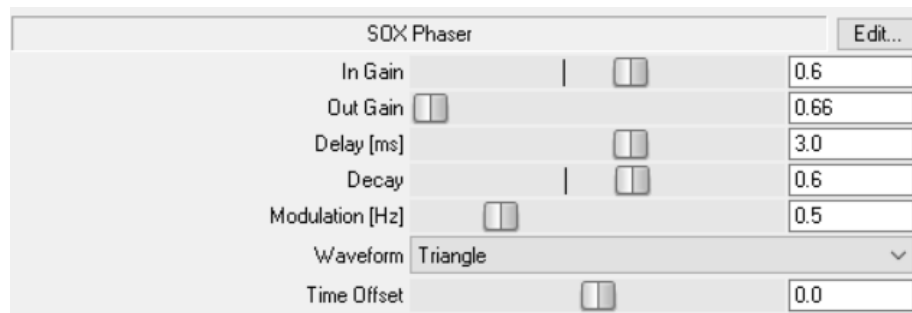 SOX Phaser Edit...
In Gain 0.6
Out Gain 0.66
Delay [ms] 3.0
Decay 0.6
Modulation [Hz] 0.5
Waveform Triangle
Time Offset 0.0